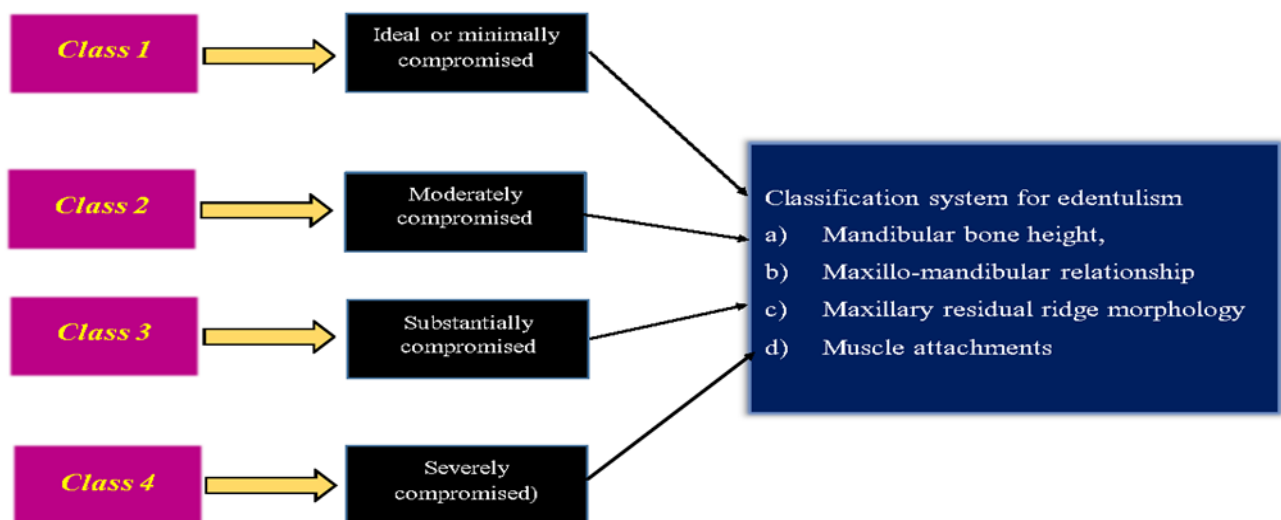 Class 1
Ideal or minimally
compromised
Class 2
Moderately
compromised
Class 3
Substantially
compromised
Class 4
Severely
compromised)
Classification system for edentulism
a) Mandibular bone height,
b) Maxillo-mandibular relationship
c) Maxillary residual ridge morphology
d) Muscle attachments